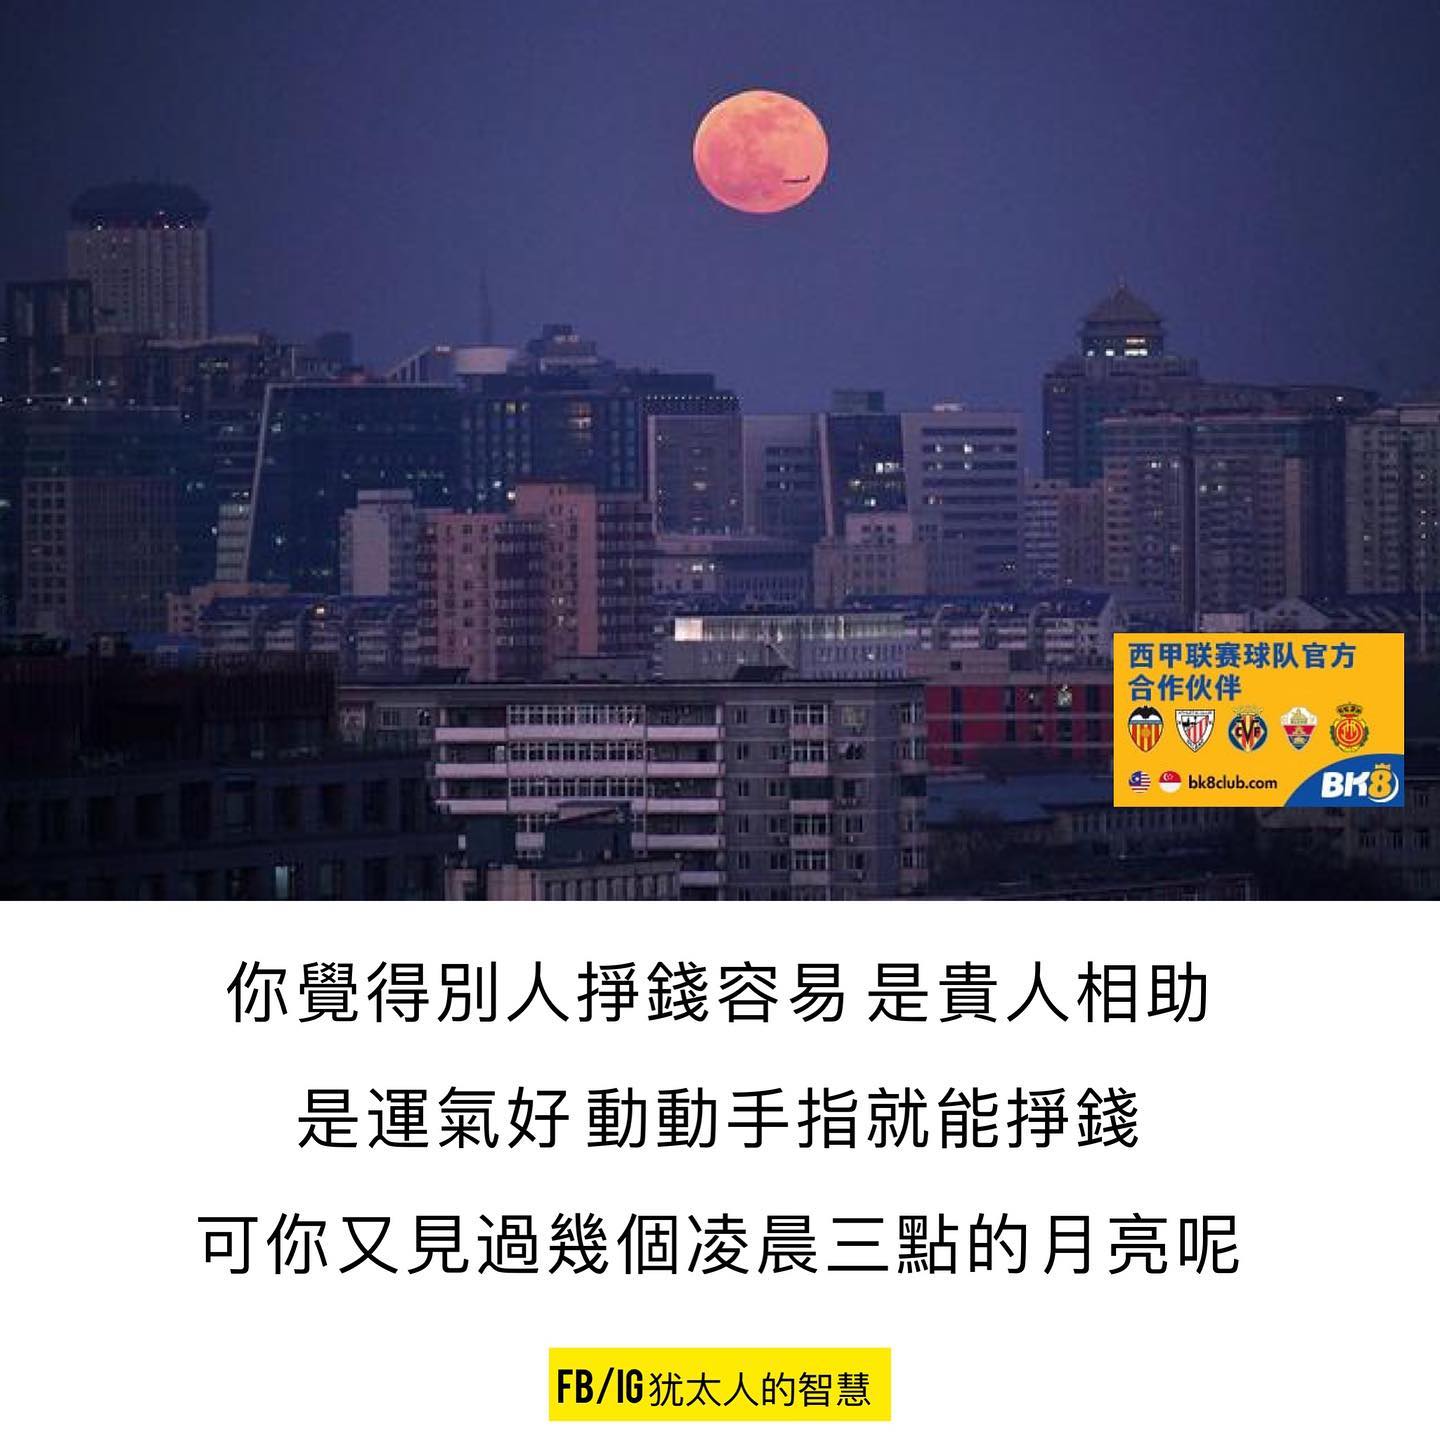 西甲联赛球队官方
合作伙伴
bk8club.com
BK8
你覺得別人掙錢容易 是貴人相助
是運氣好 動動手指就能掙錢
可你又見過幾個凌晨三點的月亮呢
FB/IG犹太人的智慧